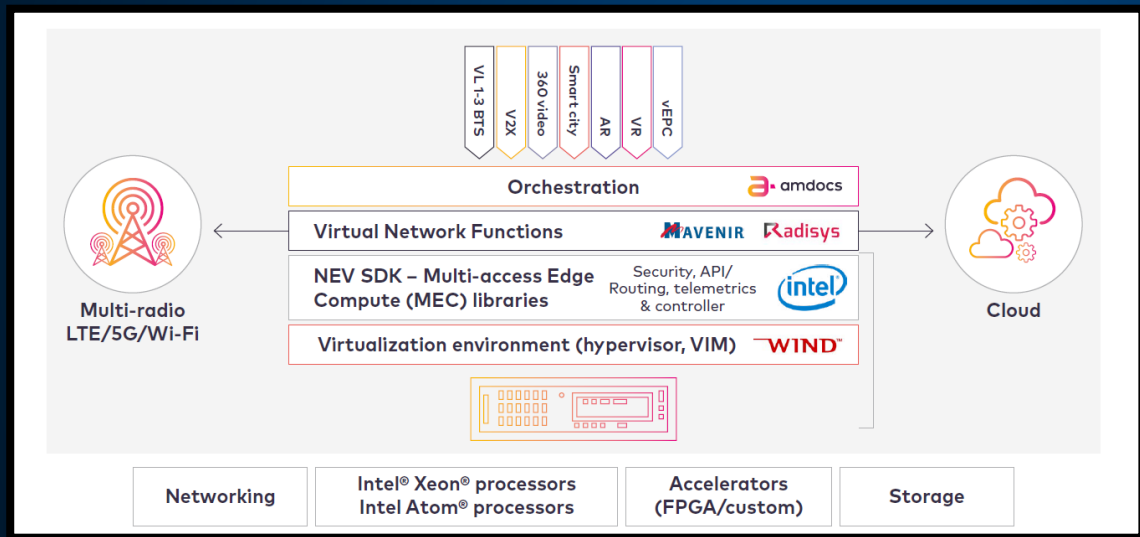 VL 1-3 BTS
V2X
360 video
Smart city
AR
VR
vEPC
Orchestration
a. amdocs
Virtual Network Functions
MAVENIR
Radisys
NEV SDK – Multi-access Edge
Compute (MEC) libraries
Security, API/
Routing, telemetrics
& controller
intel®
Virtualization environment (hypervisor, VIM)
WIND™
Multi-radio
LTE/5G/Wi-Fi
Cloud
Networking
Intel® Xeon® processors
Intel Atom® processors
Accelerators
(FPGA/custom)
Storage